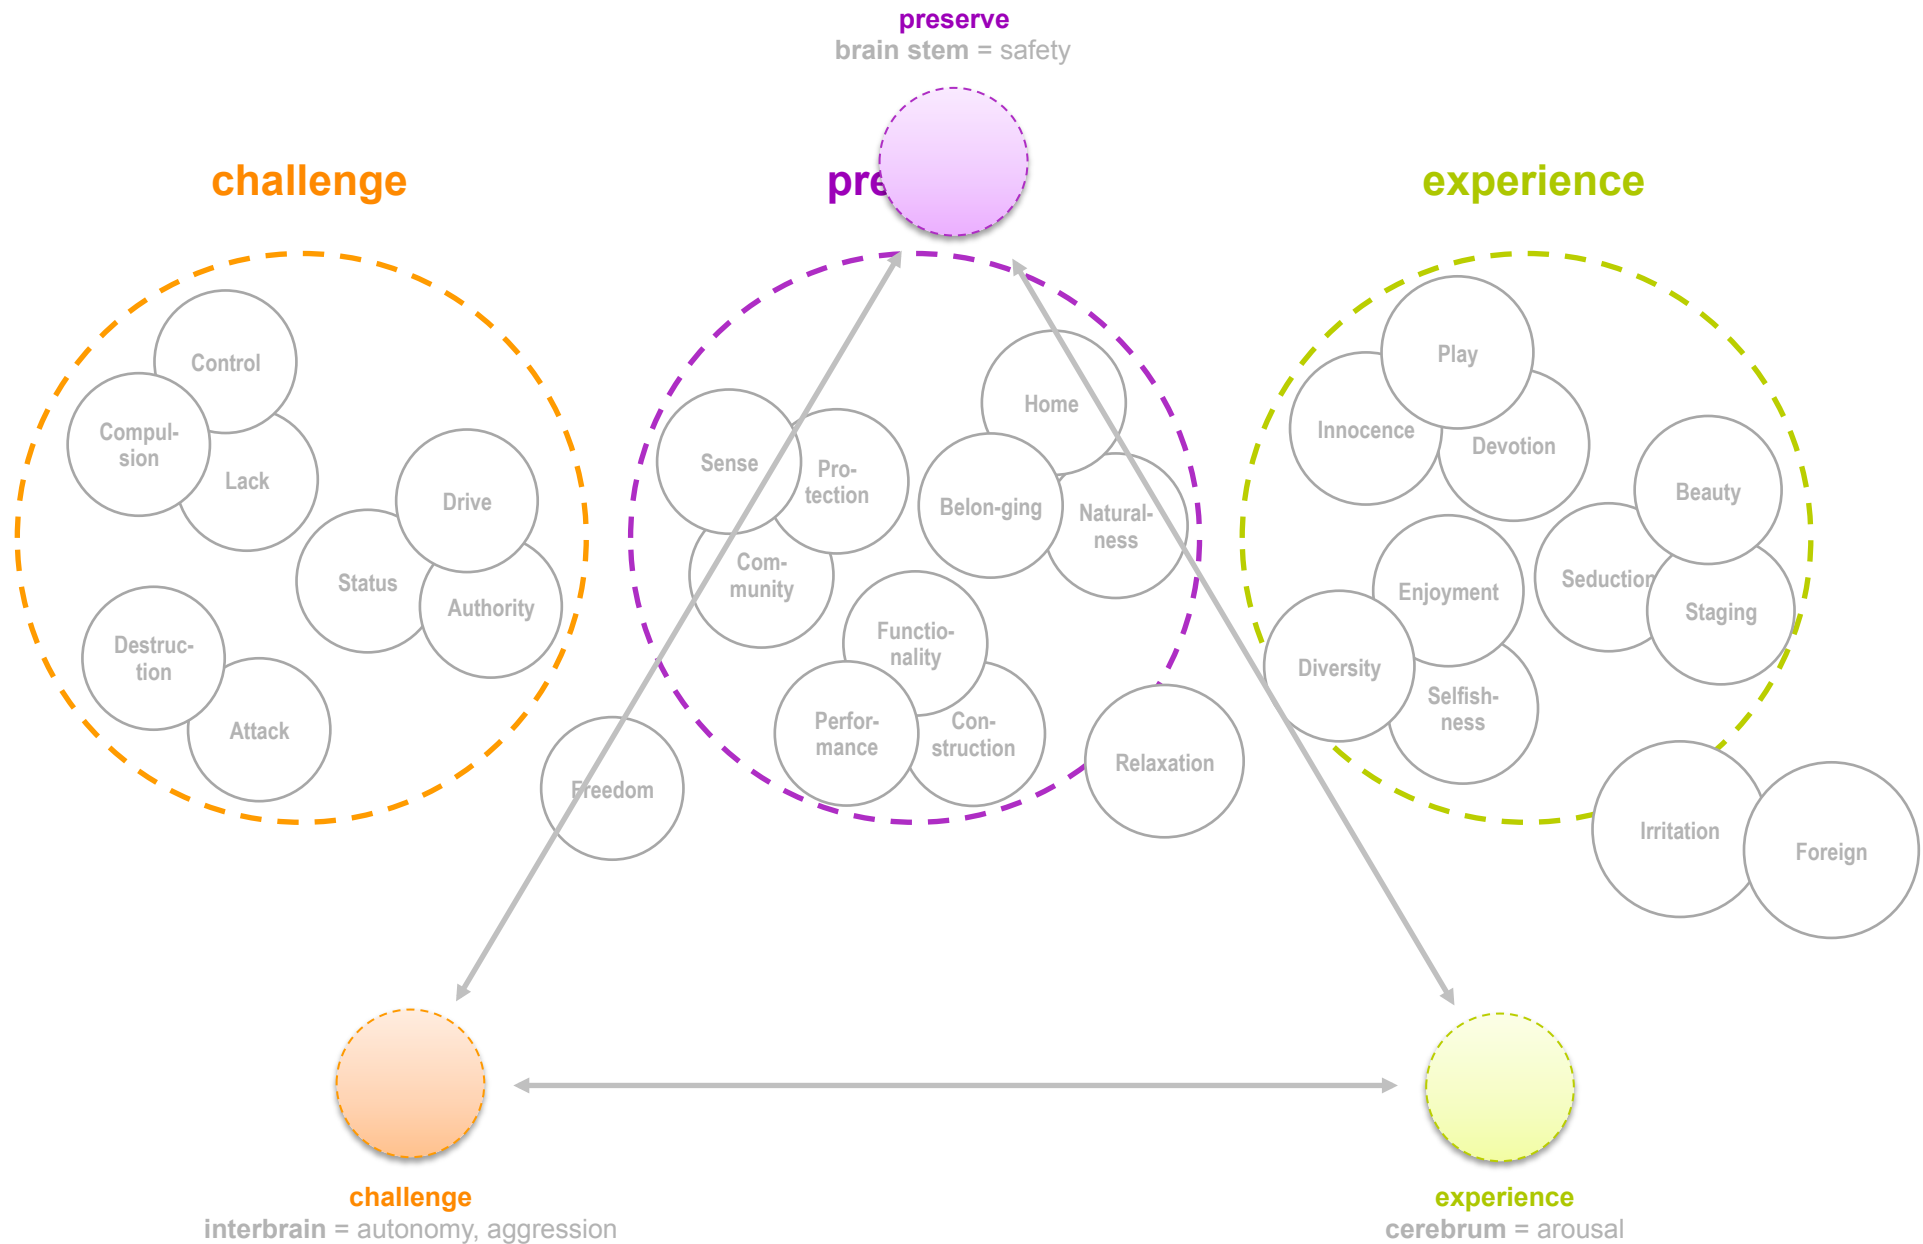 preserve
brain stem = safety
challenge
pre
experience
Control
Compul-
sion
Lack
Drive
Status
Authority
Destruc-
tion
Attack
Freedom
Sense
Pro-
tection
Com-
munity
Home
Belon-ging
Natural-
ness
Functio-
nality
Perfor-
mance
Con-
struction
Relaxation
Play
Innocence
Devotion
Beauty
Seduction
Staging
Enjoyment
Diversity
Selfish-
ness
Irritation
Foreign
challenge
interbrain = autonomy, aggression
experience
cerebrum = arousal